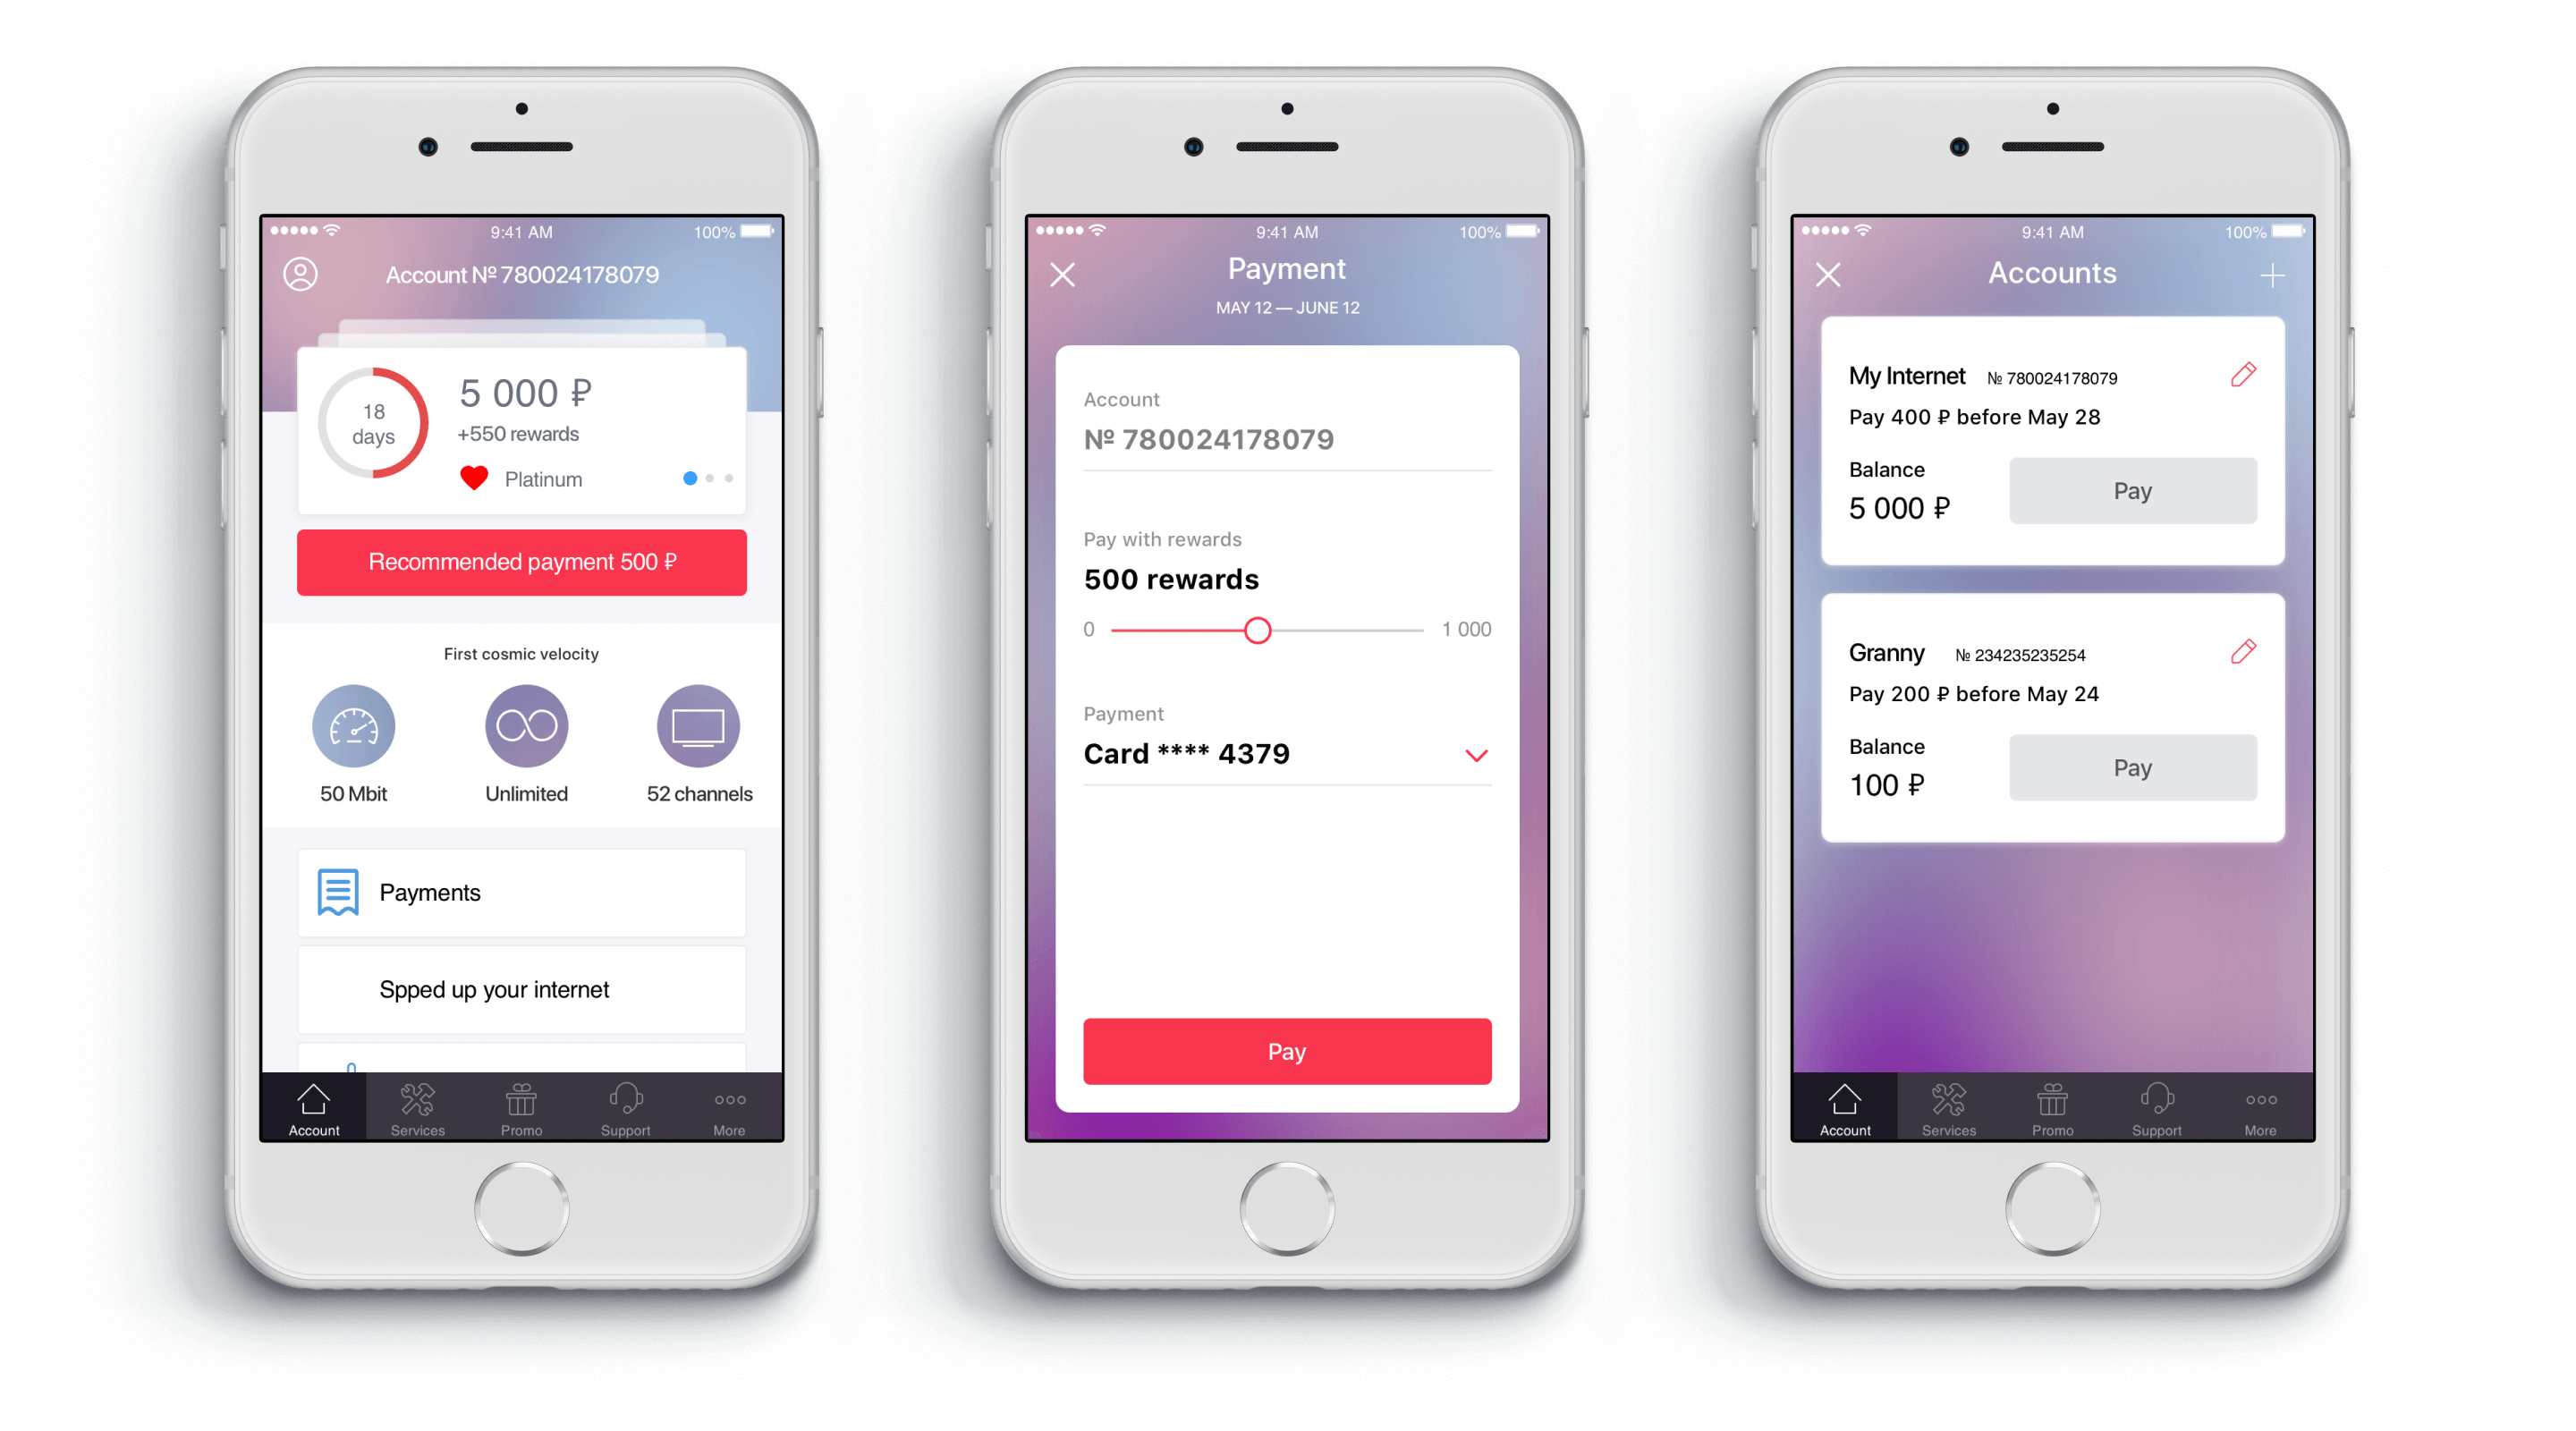 9:41 AM 100%
Account № 780024178079
18
days
5 000 ₽
+550 rewards
Platinum
Recommended payment 500 ₽
First cosmic velocity
50 Mbit Unlimited 52 channels
Payments
Spped up your internet
Account Services Promo Support More
9:41 AM 100%
Payment
MAY 12 — JUNE 12
Account
№ 780024178079
Pay with rewards
500 rewards
0 1 000
Payment
Card **** 4379
Pay
9:41 AM 100%
Accounts
My Internet № 780024178079
Pay 400 ₽ before May 28
Balance
5 000 ₽
Pay
Granny № 234235235254
Pay 200 ₽ before May 24
Balance
100 ₽
Pay
Account Services Promo Support More